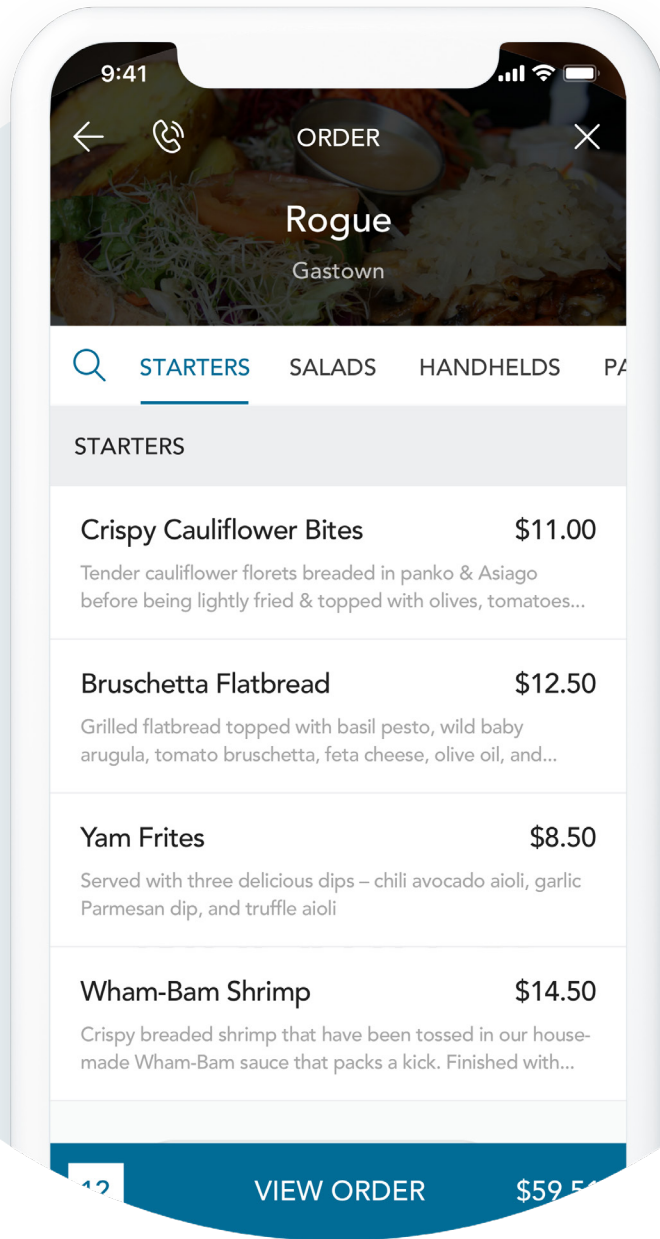 9:41
ORDER
Rogue
Gastown
STARTERS SALADS HANDHELDS
STARTERS
Crispy Cauliflower Bites $11.00
Tender cauliflower florets breaded in panko & Asiago
before being lightly fried & topped with olives, tomatoes...
Bruschetta Flatbread $12.50
Grilled flatbread topped with basil pesto, wild baby
arugula, tomato bruschetta, feta cheese, olive oil, and...
Yam Frites $8.50
Served with three delicious dips – chili avocado aioli, garlic
Parmesan dip, and truffle aioli
Wham-Bam Shrimp $14.50
Crispy breaded shrimp that have been tossed in our house-
made Wham-Bam sauce that packs a kick. Finished with...
12 VIEW ORDER